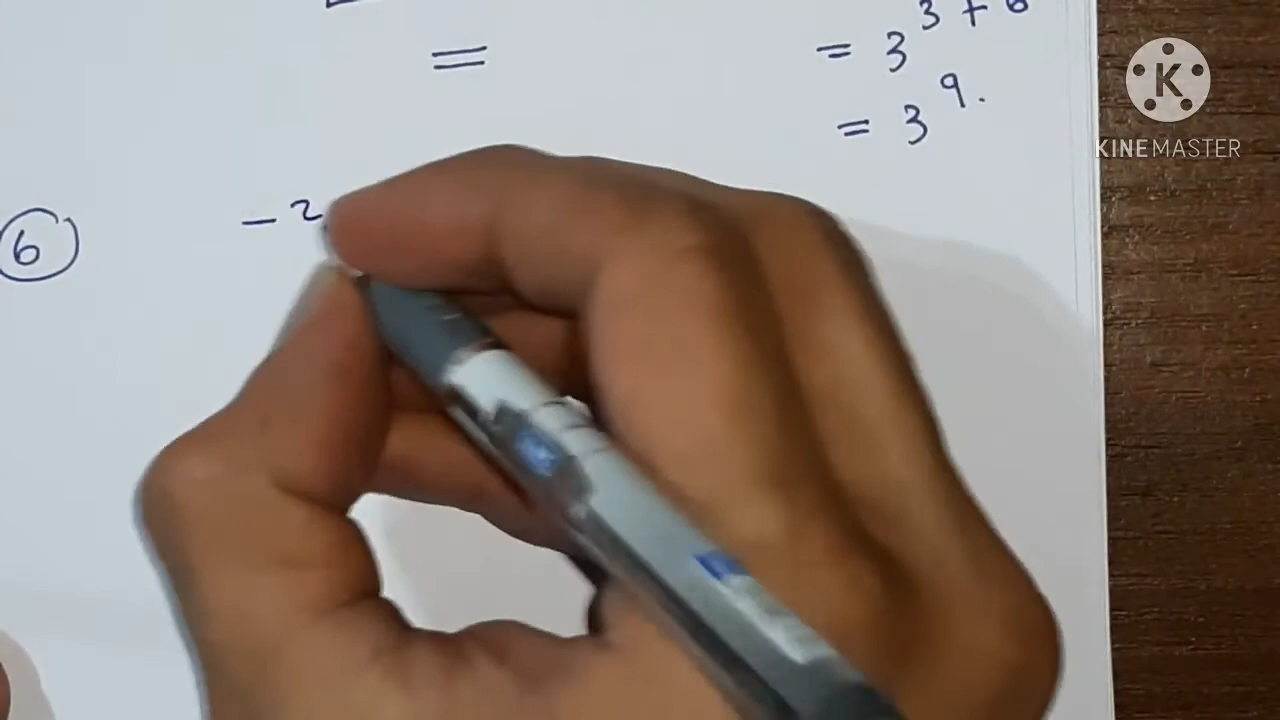 = 3^{3+6}
=
= 3^9.
6
- 2
K
KINEMASTER